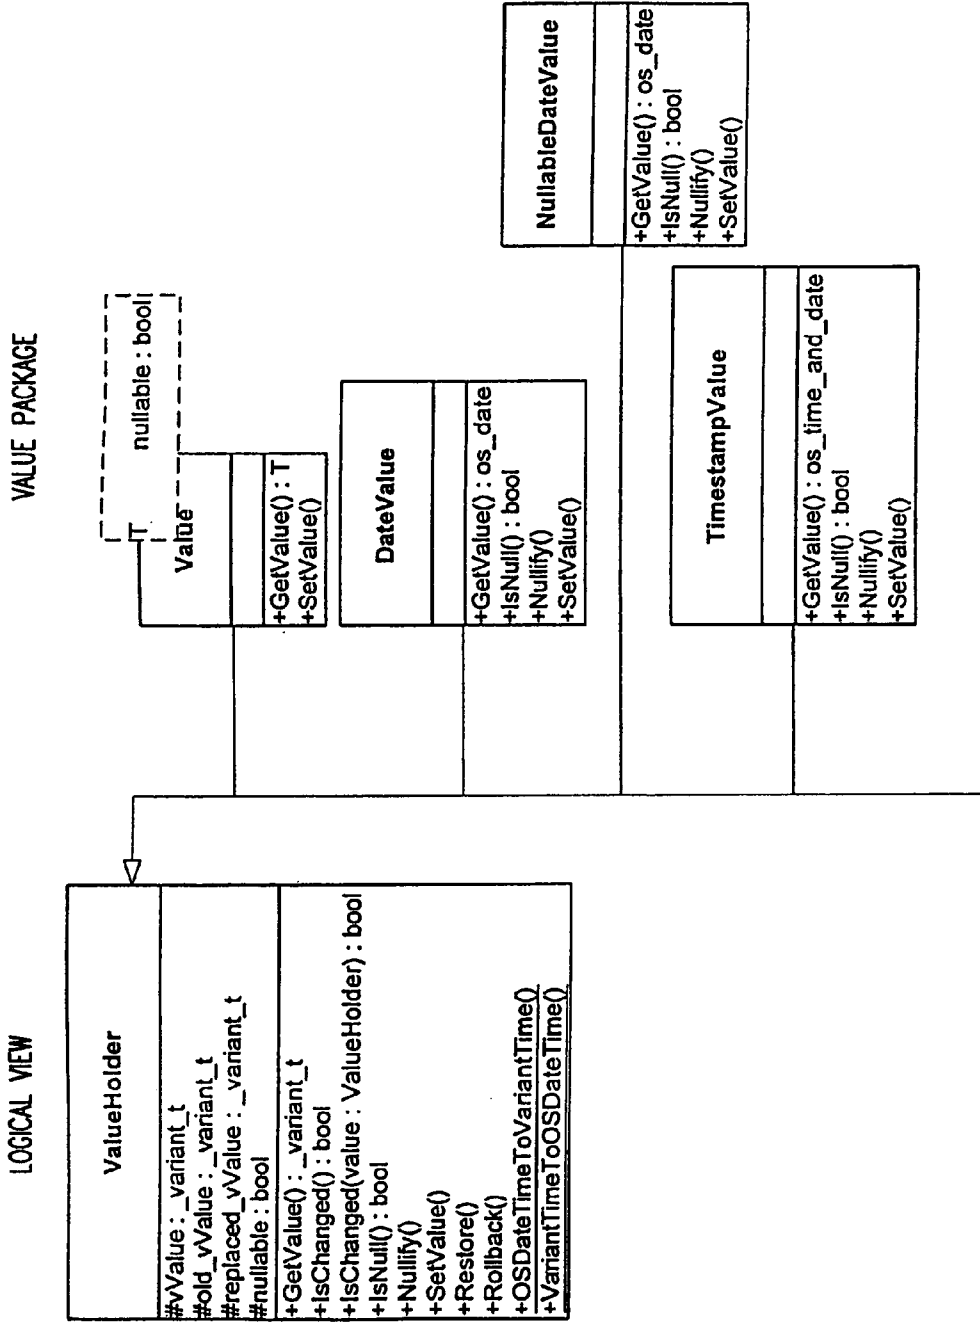 LOGICAL VIEW
VALUE PACKAGE
ValueHolder
#vValue : _variant_t
#old_vValue : _variant_t
#replaced_vValue : _variant_t
#nullable : bool
+GetValue() : _variant_t
+IsChanged() : bool
+IsChanged(value : ValueHolder) : bool
+IsNull() : bool
+Nullify()
+SetValue()
+Restore()
+Rollback()
+OSDateTimeToVariantTime()
+VariantTimeToOSDateTime()
T nullable : bool
Value
+GetValue() : T
+SetValue()
DateValue
+GetValue() : os_date
+IsNull() : bool
+Nullify()
+SetValue()
NullableDateValue
+GetValue() : os_date
+IsNull() : bool
+Nullify()
+SetValue()
TimestampValue
+GetValue() : os_time_and_date
+IsNull() : bool
+Nullify()
+SetValue()